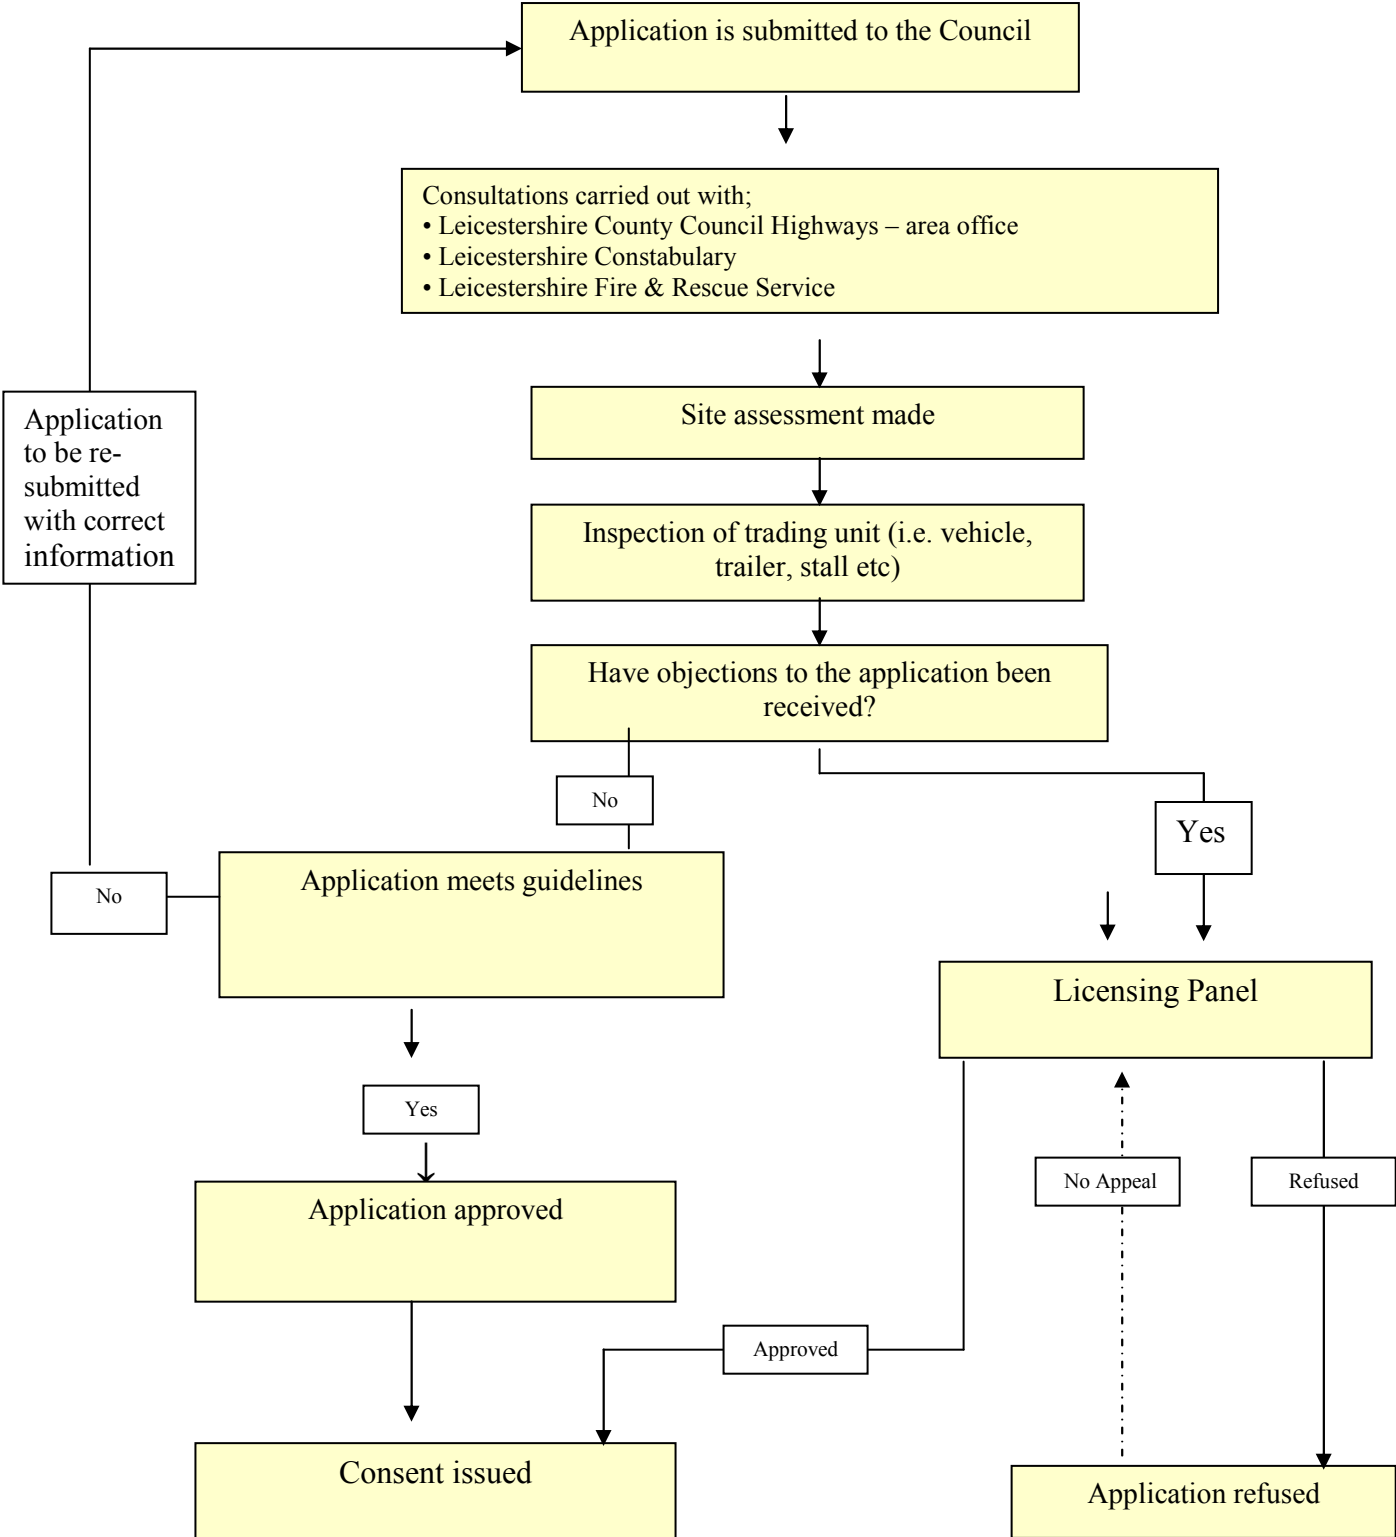 Application is submitted to the Council
Consultations carried out with;
• Leicestershire County Council Highways – area office
• Leicestershire Constabulary
• Leicestershire Fire & Rescue Service
Application
to be re-
submitted
with correct
information
Site assessment made
Inspection of trading unit (i.e. vehicle,
trailer, stall etc)
Have objections to the application been
received?
No
Yes
No
Application meets guidelines
Licensing Panel
Yes
No Appeal
Refused
Application approved
Approved
Consent issued
Application refused